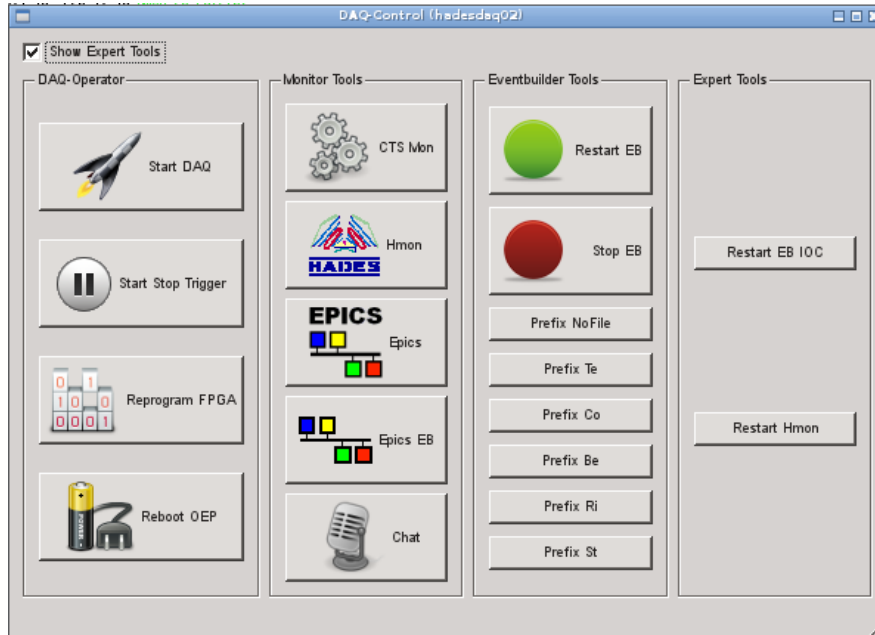 DAQ-Control (hadesdaq02)
Show Expert Tools
DAQ-Operator
Start DAQ
Start Stop Trigger
0 1
1 0 0
0 0 0 1
Reprogram FPGA
POWER
Reboot OEP
Monitor Tools
CTS Mon
HADES
Hmon
EPICS
Epics
Epics EB
Chat
Eventbuilder Tools
Restart EB
Stop EB
Prefix NoFile
Prefix Te
Prefix Co
Prefix Be
Prefix Ri
Prefix St
Expert Tools
Restart EB IOC
Restart Hmon